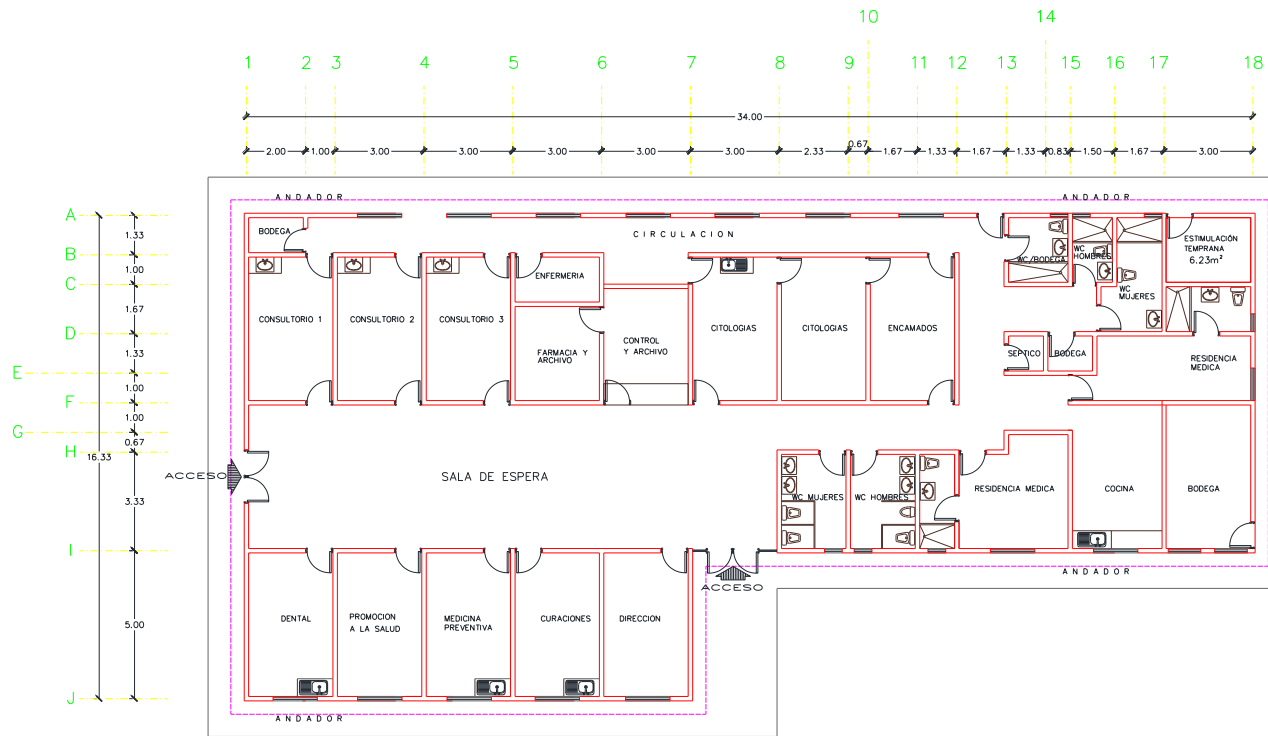 10 14
1 2 3 4 5 6 7 8 9 11 12 13 15 16 17 18
34.00
2.00 1.00 3.00 3.00 3.00 3.00 3.00 2.33 0.67 1.67 1.33 1.67 1.33 0.83 1.50 1.67 3.00
ANDADOR ANDADOR
A
1.33
B
1.00
C
1.67
D
1.33
E
1.00
F
1.00
G
0.67
H
16.33
3.33
I
5.00
J
BODEGA
CIRCULACION
WC/BODEGA
WC
HOMBRES
WC
MUJERES
ESTIMULACIÓN
TEMPRANA
6.23m²
CONSULTORIO 1
CONSULTORIO 2
CONSULTORIO 3
ENFERMERIA
FARMACIA Y
ARCHIVO
CONTROL
Y ARCHIVO
CITOLOGIAS
CITOLOGIAS
ENCAMADOS
SEPTICO
BODEGA
RESIDENCIA
MEDICA
ACCESO
SALA DE ESPERA
WC MUJERES
WC HOMBRES
RESIDENCIA MEDICA
COCINA
BODEGA
ANDADOR
ACCESO
DENTAL
PROMOCION
A LA SALUD
MEDICINA
PREVENTIVA
CURACIONES
DIRECCION
ANDADOR